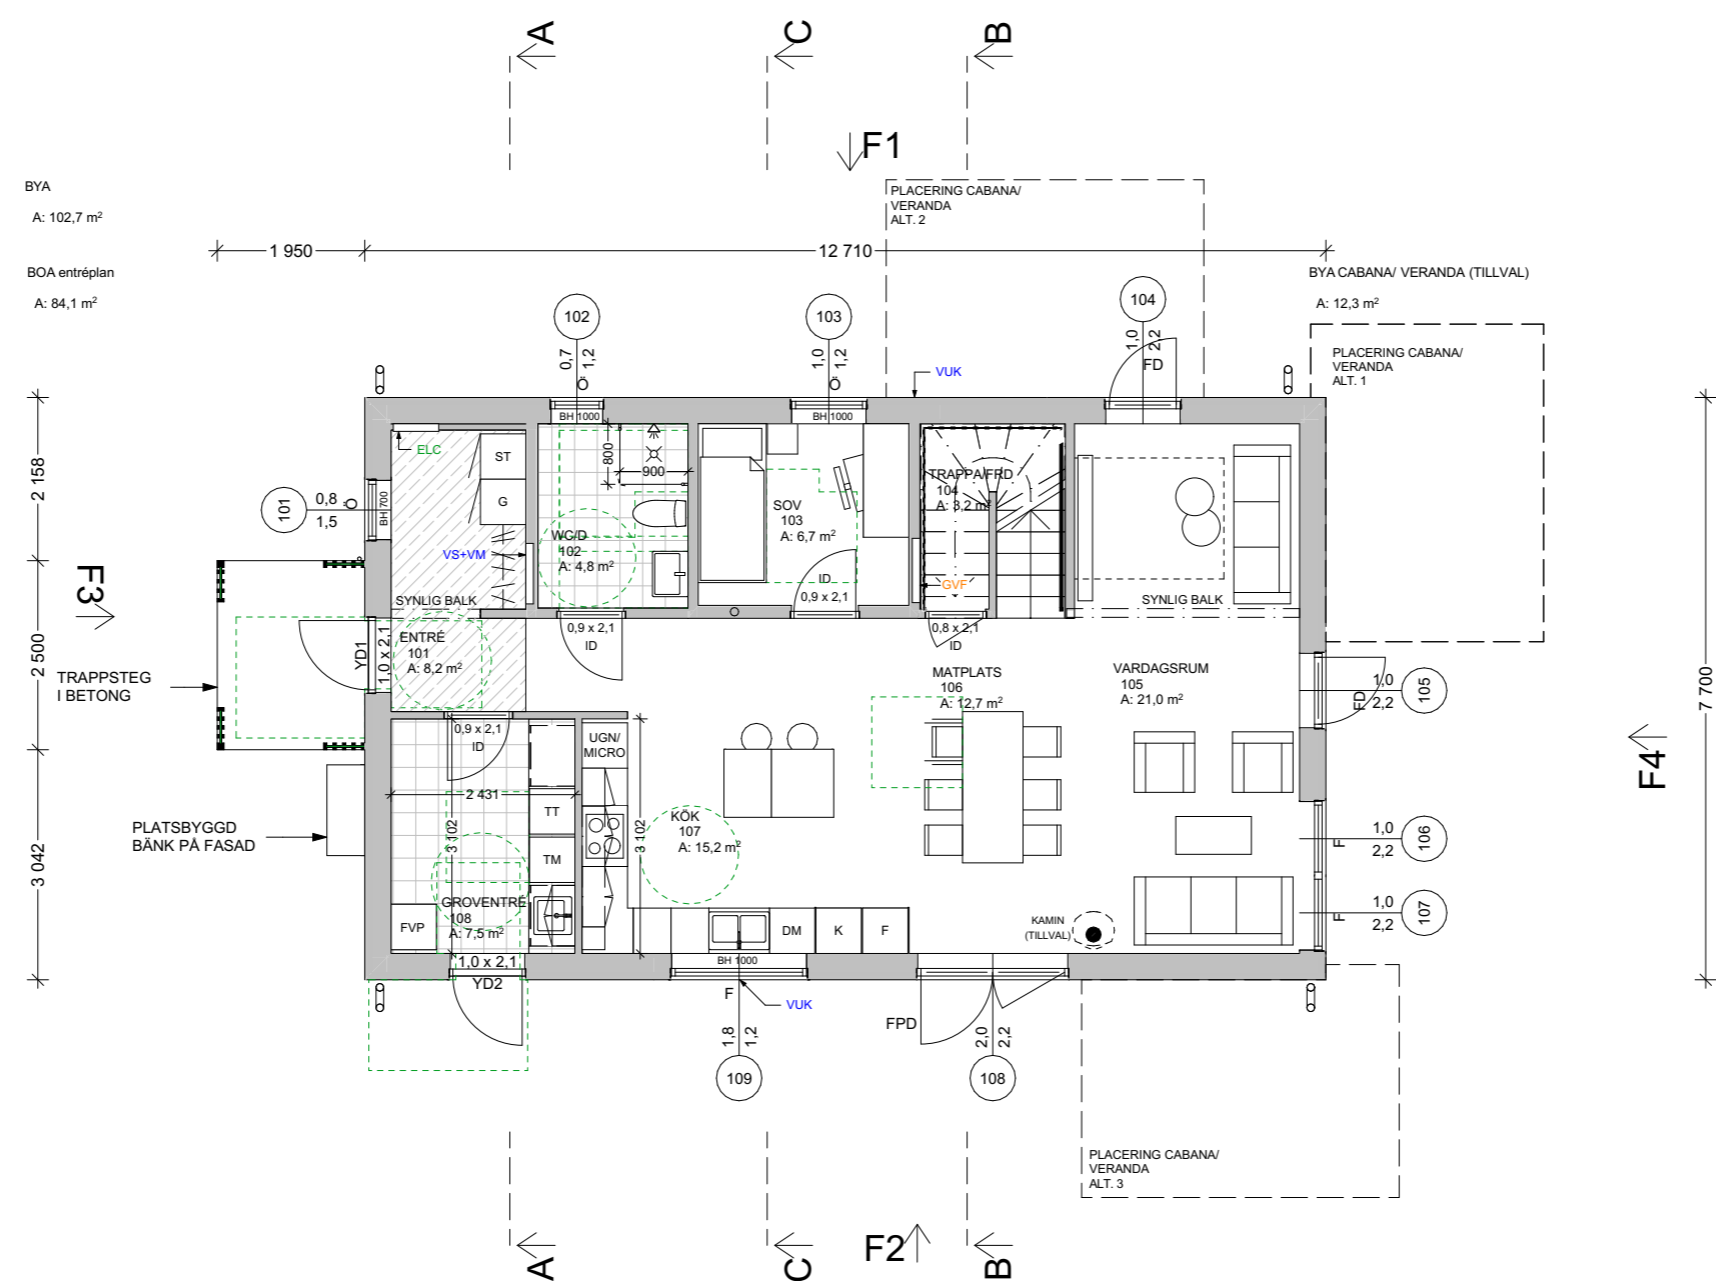 A
C
B
F1
BYA
A: 102,7 m²
PLACERING CABANA/
VERANDA
ALT. 2
1 950
12 710
BOA entréplan
A: 84,1 m²
BYA CABANA/ VERANDA (TILLVAL)
A: 12,3 m²
102
103
104
0,7
1,2
Ö
1,0
1,2
Ö
1,0
2,2
FD
PLACERING CABANA/
VERANDA
ALT. 1
VUK
BH 1000
BH 1000
ELC
ST
G
800
900
101
0,8
1,5
Ö
BH 700
2 158
VS+VM
WC/D
102
A: 4,8 m²
SOV
103
A: 6,7 m²
ID
0,9 x 2,1
TRAPPA/FRD
104
A: 3,2 m²
GVF
SYNLIG BALK
SYNLIG BALK
F3
2 500
YD1
1,0 x 2,1
ENTRÉ
101
A: 8,2 m²
0,9 x 2,1
ID
0,8 x 2,1
ID
TRAPPSTEG
I BETONG
MATPLATS
106
A: 12,7 m²
VARDAGSRUM
105
A: 21,0 m²
1,0
2,2
FD
105
7 700
F4
0,9 x 2,1
ID
UGN/
MICRO
2 431
TT
TM
3 102
3 102
KÖK
107
A: 15,2 m²
PLATSBYGGD
BÄNK PÅ FASAD
3 042
1,0
2,2
F
106
1,0
2,2
F
107
GROVENTRÉ
108
A: 7,5 m²
FVP
DM
K
F
KAMIN
(TILLVAL)
1,0 x 2,1
YD2
BH 1000
F
VUK
FPD
1,8
1,2
2,0
2,2
109
108
PLACERING CABANA/
VERANDA
ALT. 3
A
C
F2
B